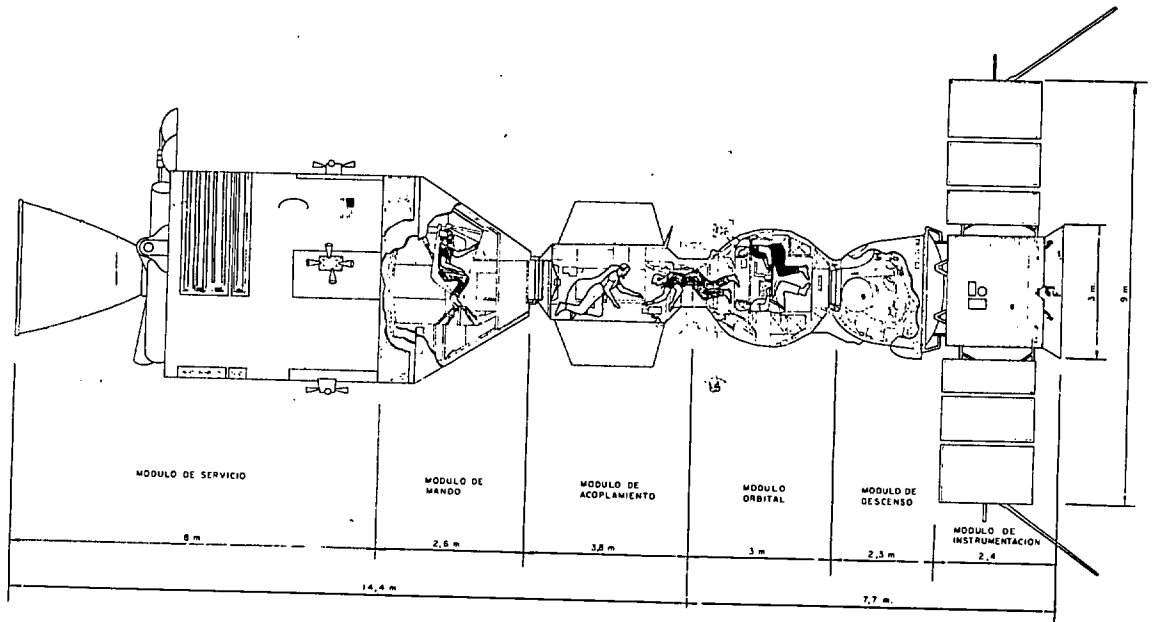 MODULO DE SERVICIO
MODULO DE
MANDO
MODULO DE
ACOPLAMIENTO
MODULO
ORBITAL
MODULO DE
DESCENSO
MODULO DE
INSTRUMENTACION
8 m
2,6 m
3,8 m
3 m
2,3 m
2,4
14,4 m
7,7 m.
3 m
9 m